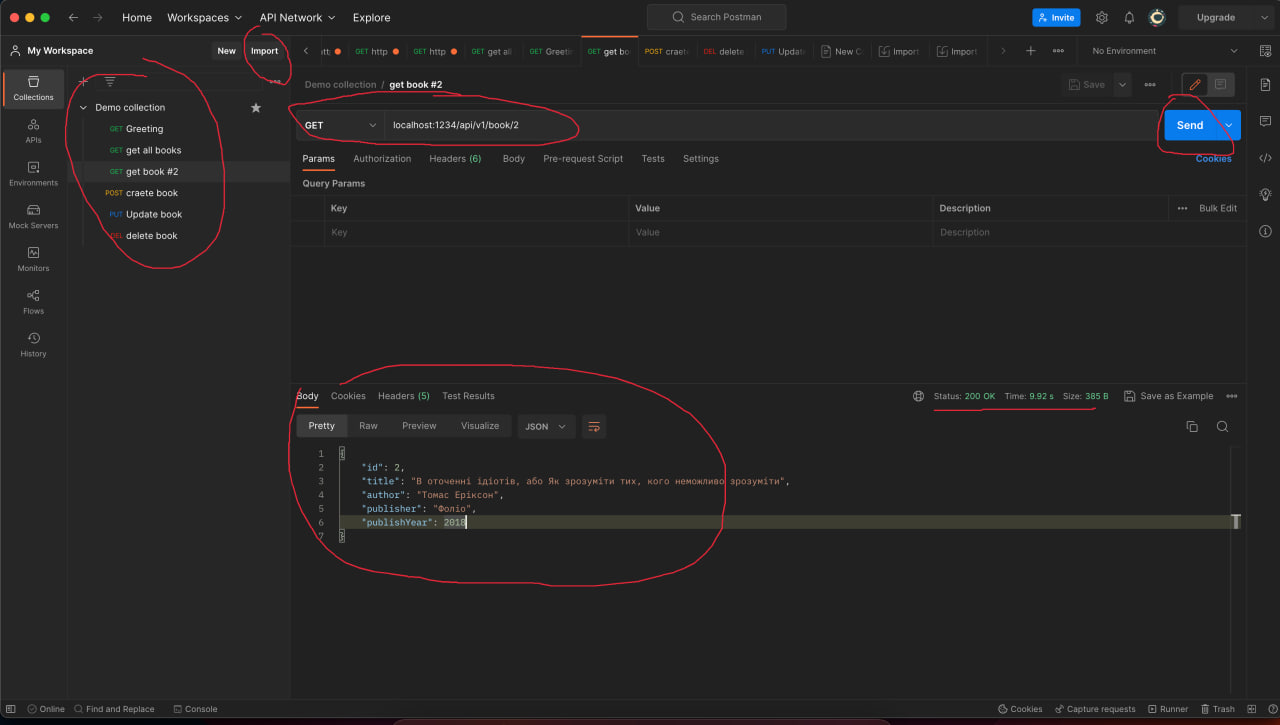 Home Workspaces API Network Explore Search Postman Invite Upgrade
My Workspace New Import GET http GET http GET get all GET Greetin GET get bo POST craet DEL delete PUT Updat New C Import Import No Environment
Collections
APIs
Environments
Mock Servers
Monitors
Flows
History
Demo collection
GET Greeting
GET get all books
GET get book #2
POST craete book
PUT Update book
DEL delete book
Demo collection / get book #2 Save
GET localhost:1234/api/v1/book/2 Send
Params Authorization Headers (6) Body Pre-request Script Tests Settings Cookies
Query Params
Key Value Description Bulk Edit
Key Value Description
Body Cookies Headers (5) Test Results Status: 200 OK Time: 9.92 s Size: 385 B Save as Example
Pretty Raw Preview Visualize JSON
1 {
2 "id": 2,
3 "title": "В оточенні ідіотів, або Як зрозуміти тих, кого неможливо зрозуміти",
4 "author": "Томас Еріксон",
5 "publisher": "Фоліо",
6 "publishYear": 2018
7 }
Online Find and Replace Console Cookies Capture requests Runner Trash